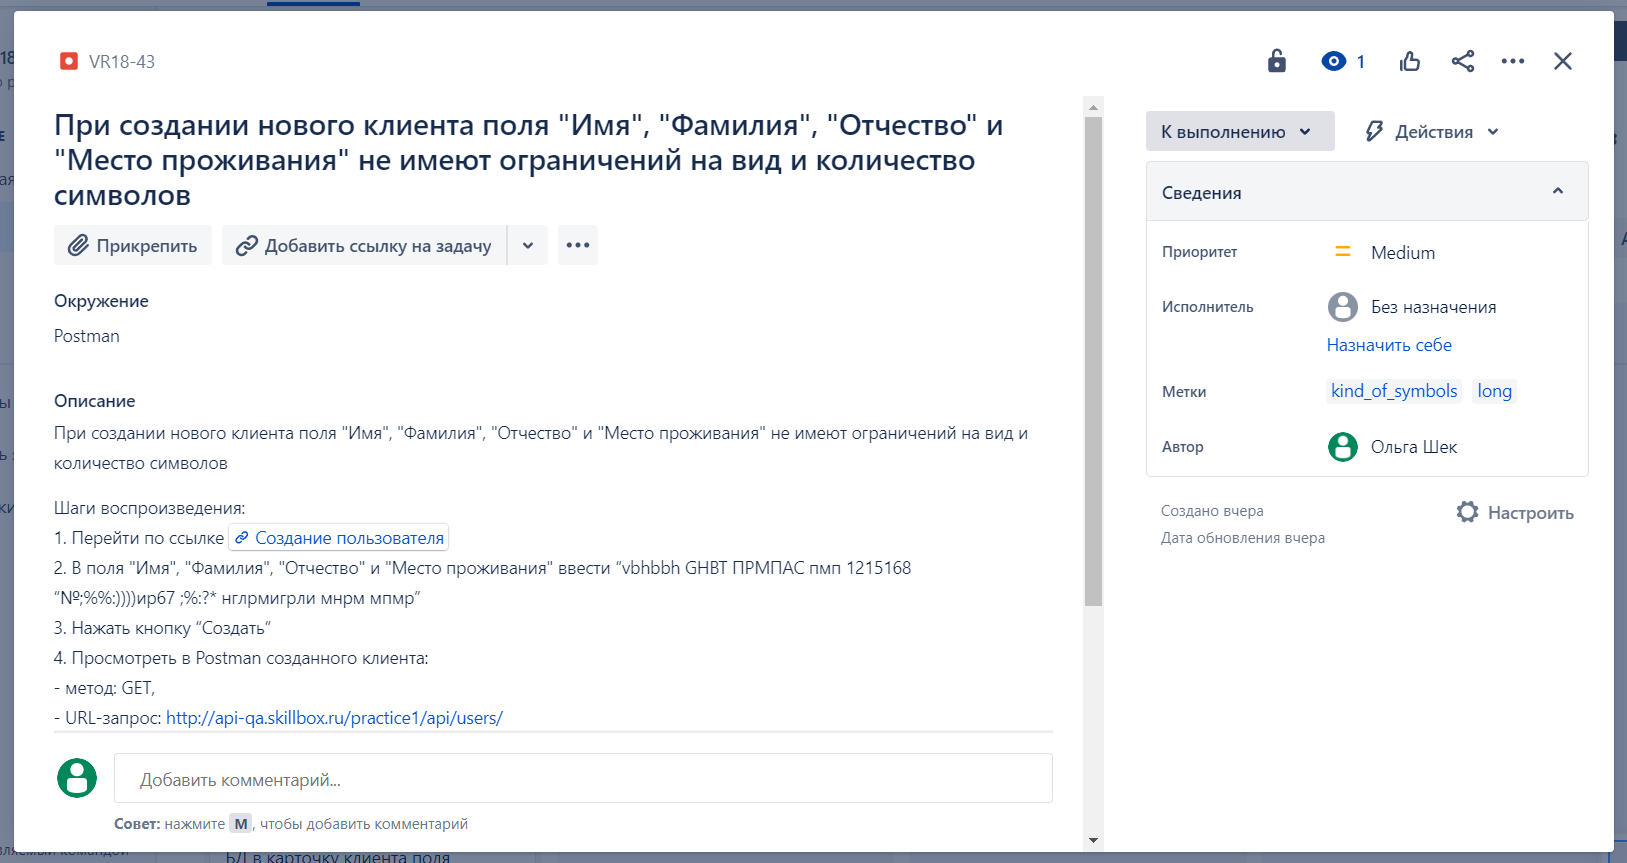 VR18-43
1
При создании нового клиента поля "Имя", "Фамилия", "Отчество" и
"Место проживания" не имеют ограничений на вид и количество
символов
К выполнению
Действия
Сведения
Прикрепить
Добавить ссылку на задачу
Приоритет
Medium
Окружение
Исполнитель
Без назначения
Postman
Назначить себе
Метки
kind_of_symbols
long
Описание
При создании нового клиента поля "Имя", "Фамилия", "Отчество" и "Место проживания" не имеют ограничений на вид и
количество символов
Автор
Ольга Шек
Шаги воспроизведения:
Создано вчера
Настроить
1. Перейти по ссылке Создание пользователя
Дата обновления вчера
2. В поля "Имя", "Фамилия", "Отчество" и "Место проживания" ввести “vbhbbh GHBT ПРМПАС пмп 1215168
“№;%%:))))ир67 ;%:?* нглрмигрли мнрм мпмр”
3. Нажать кнопку “Создать”
4. Просмотреть в Postman созданного клиента:
- метод: GET,
- URL-запрос: http://api-qa.skillbox.ru/practice1/api/users/
Добавить комментарий...
Совет: нажмите M, чтобы добавить комментарий
БД в карточку клиента поля